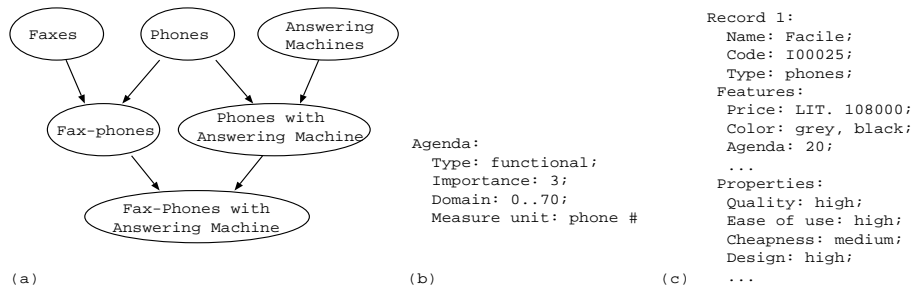 Faxes
Phones
Answering
Machines
Fax-phones
Phones with
Answering Machine
Fax-Phones with
Answering Machine
(a)
Agenda:
Type: functional;
Importance: 3;
Domain: 0..70;
Measure unit: phone #
(b)
Record 1:
Name: Facile;
Code: I00025;
Type: phones;
Features:
Price: LIT. 108000;
Color: grey, black;
Agenda: 20;
...
Properties:
Quality: high;
Ease of use: high;
Cheapness: medium;
Design: high;
...
(c)